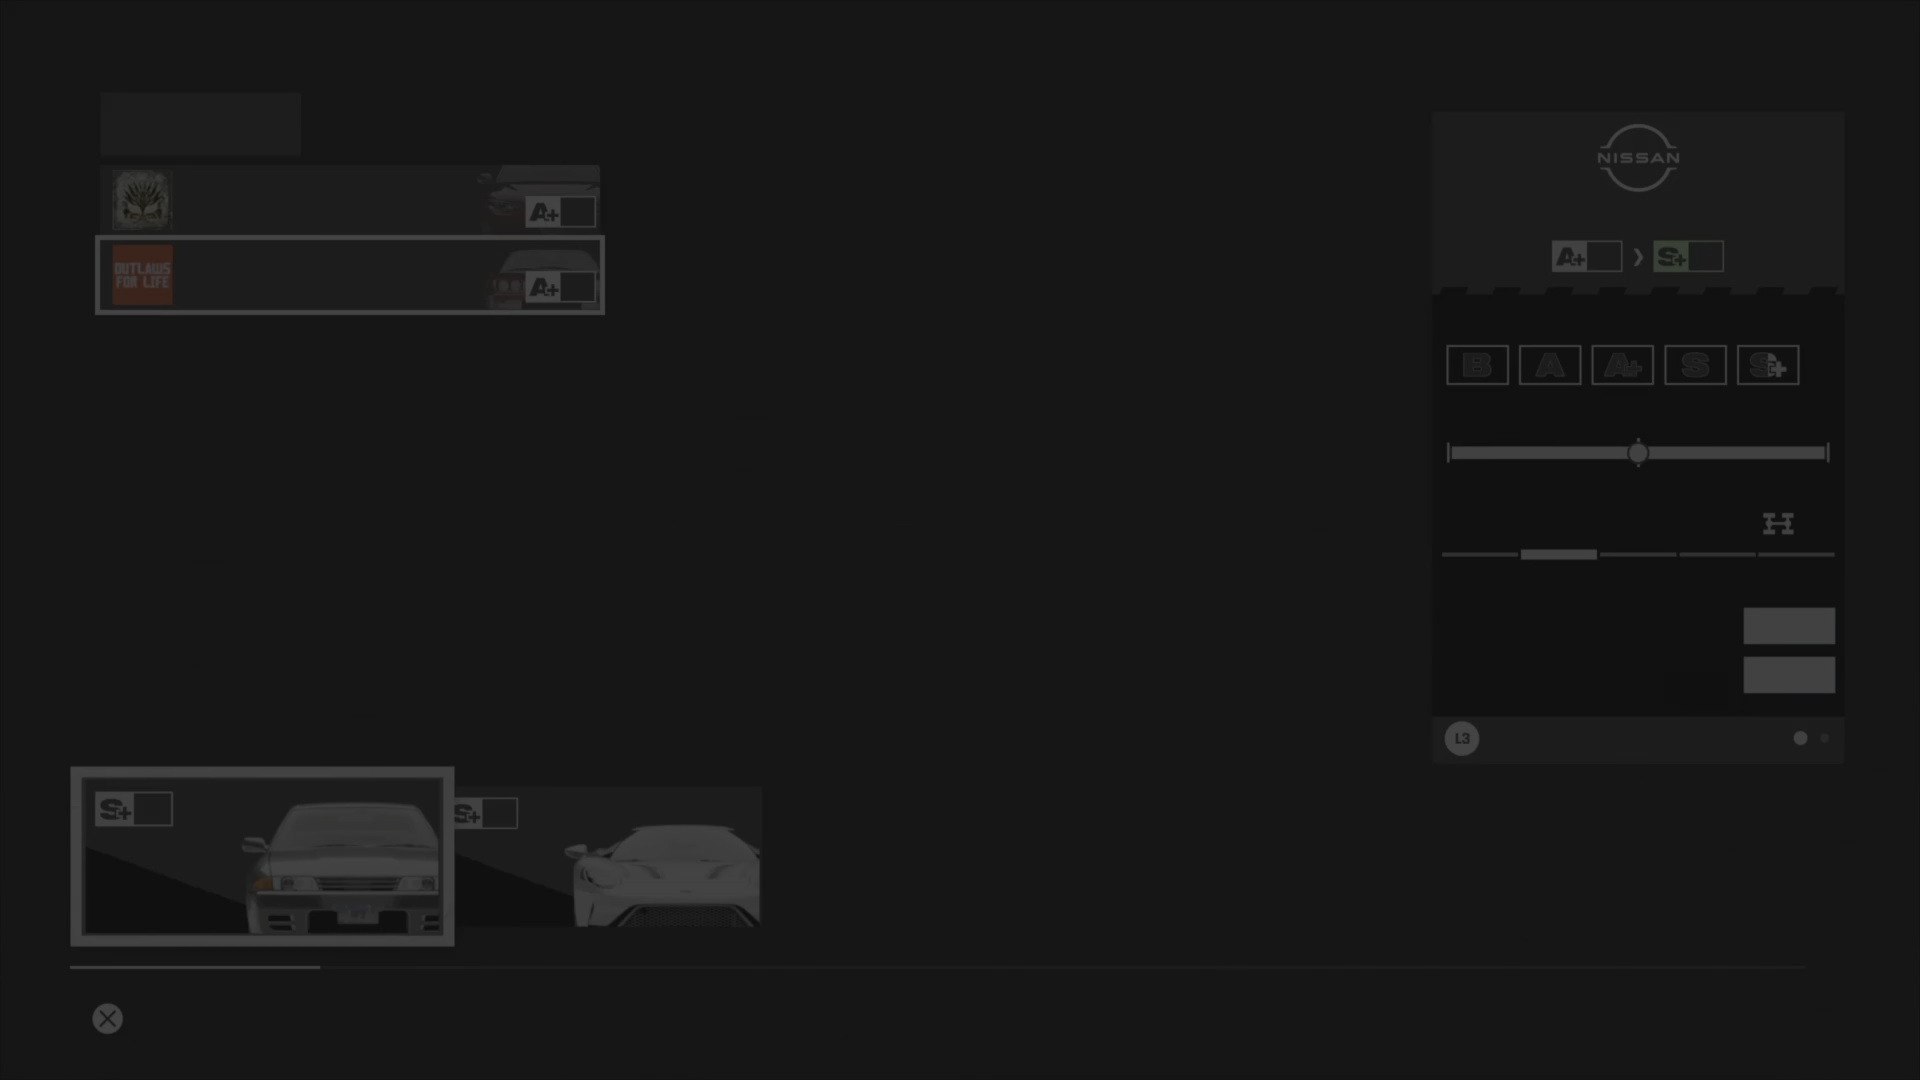 NISSAN
A+
OUTLAWS
FOR LIFE
A+
A+ S+
B A A+ S S+
L3
S+ S+